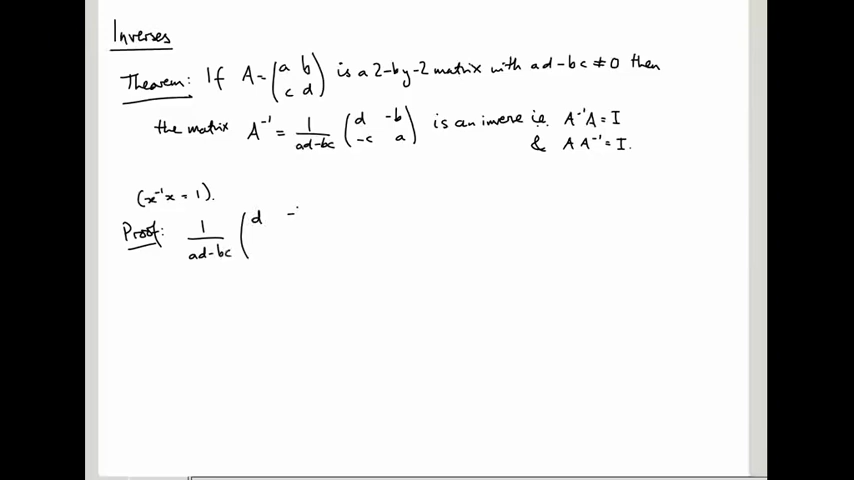 Inverses
Theorem: If A = (a b / c d) is a 2-by-2 matrix with ad-bc ≠ 0 then
the matrix A⁻¹ = 1/(ad-bc) (d -b / -c a) is an inverse i.e. A⁻¹A = I
& AA⁻¹ = I.
(x⁻¹x = 1).
Proof: 1/(ad-bc) (d -